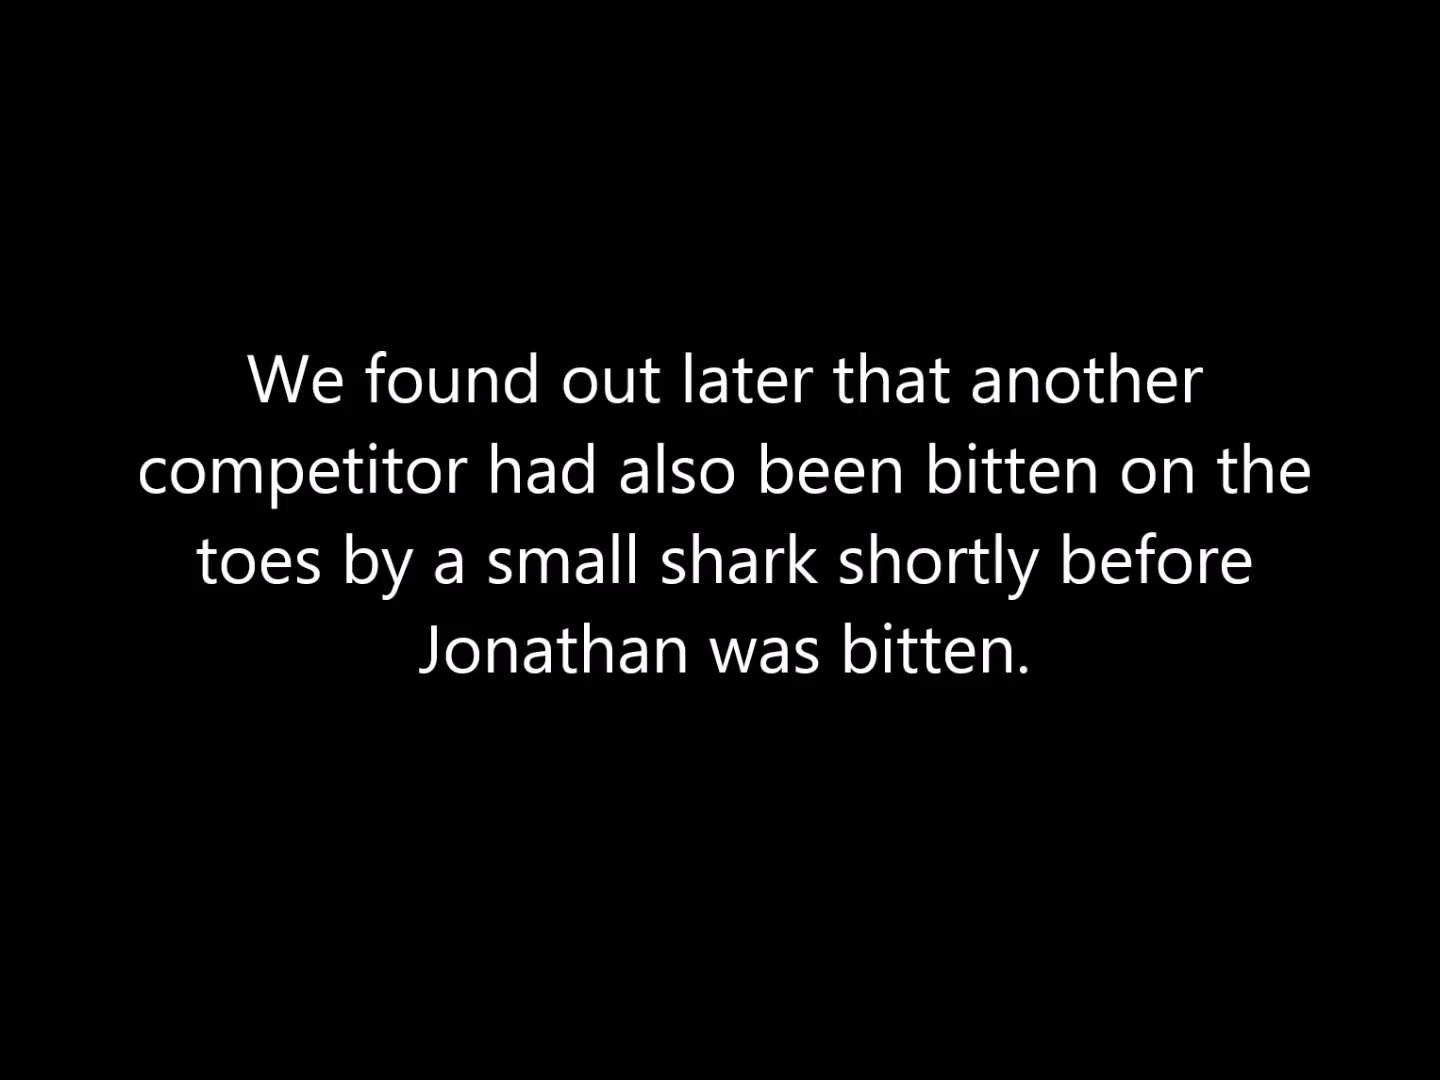 We found out later that another
competitor had also been bitten on the
toes by a small shark shortly before
Jonathan was bitten.